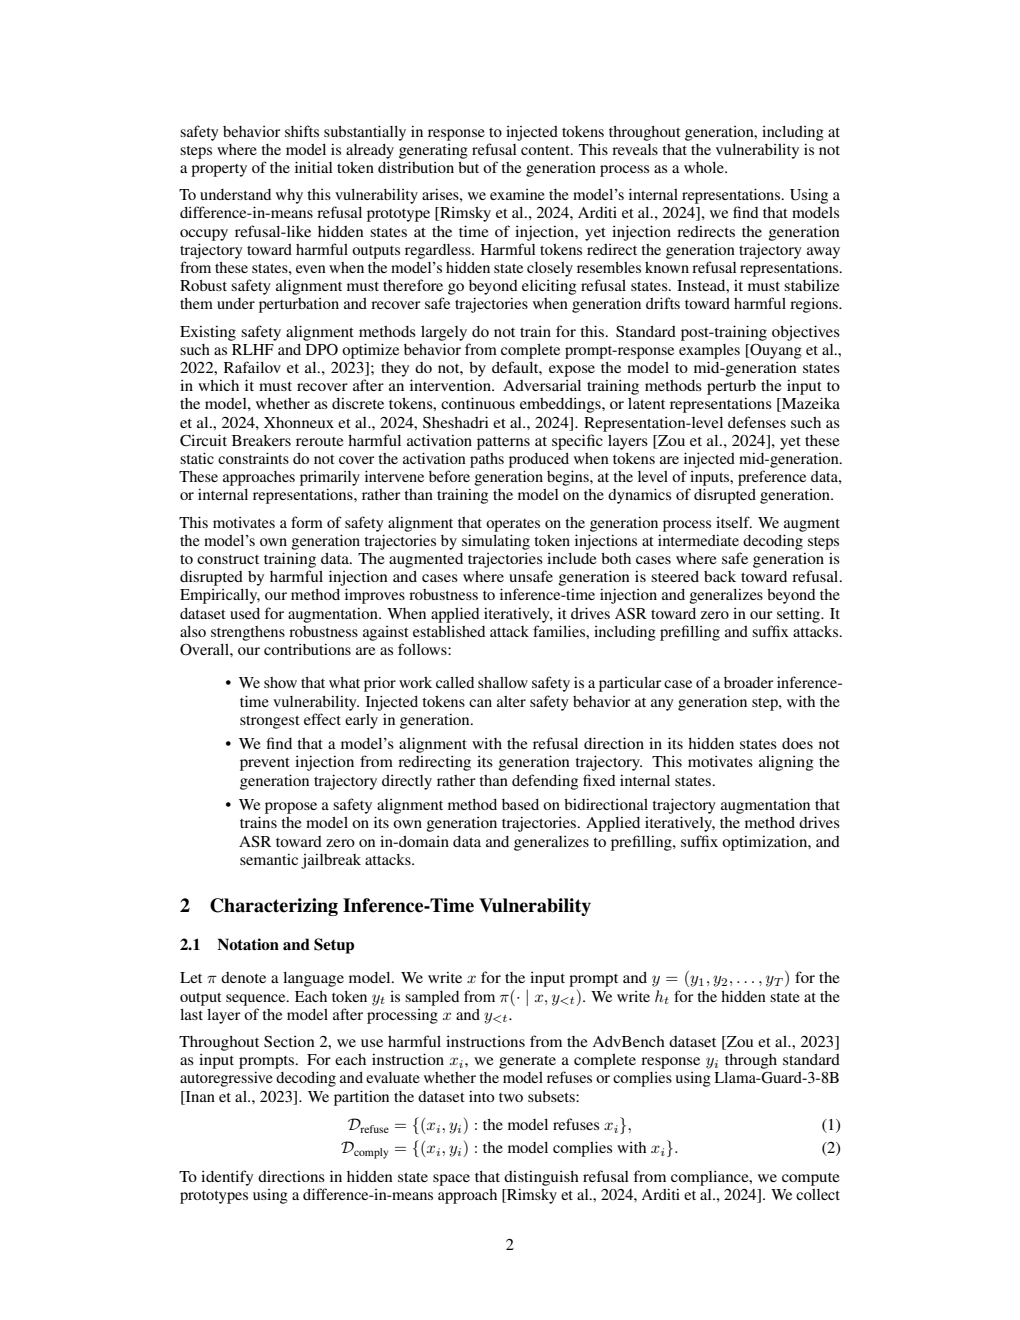 safety behavior shifts substantially in response to injected tokens throughout generation, including at
steps where the model is already generating refusal content. This reveals that the vulnerability is not
a property of the initial token distribution but of the generation process as a whole.
To understand why this vulnerability arises, we examine the model's internal representations. Using a
difference-in-means refusal prototype [Rimsky et al., 2024, Arditi et al., 2024], we find that models
occupy refusal-like hidden states at the time of injection, yet injection redirects the generation
trajectory toward harmful outputs regardless. Harmful tokens redirect the generation trajectory away
from these states, even when the model's hidden state closely resembles known refusal representations.
Robust safety alignment must therefore go beyond eliciting refusal states. Instead, it must stabilize
them under perturbation and recover safe trajectories when generation drifts toward harmful regions.
Existing safety alignment methods largely do not train for this. Standard post-training objectives
such as RLHF and DPO optimize behavior from complete prompt-response examples [Ouyang et al.,
2022, Rafailov et al., 2023]; they do not, by default, expose the model to mid-generation states
in which it must recover after an intervention. Adversarial training methods perturb the input to
the model, whether as discrete tokens, continuous embeddings, or latent representations [Mazeika
et al., 2024, Xhonneux et al., 2024, Sheshadri et al., 2024]. Representation-level defenses such as
Circuit Breakers reroute harmful activation patterns at specific layers [Zou et al., 2024], yet these
static constraints do not cover the activation paths produced when tokens are injected mid-generation.
These approaches primarily intervene before generation begins, at the level of inputs, preference data,
or internal representations, rather than training the model on the dynamics of disrupted generation.
This motivates a form of safety alignment that operates on the generation process itself. We augment
the model's own generation trajectories by simulating token injections at intermediate decoding steps
to construct training data. The augmented trajectories include both cases where safe generation is
disrupted by harmful injection and cases where unsafe generation is steered back toward refusal.
Empirically, our method improves robustness to inference-time injection and generalizes beyond the
dataset used for augmentation. When applied iteratively, it drives ASR toward zero in our setting. It
also strengthens robustness against established attack families, including prefilling and suffix attacks.
Overall, our contributions are as follows:
• We show that what prior work called shallow safety is a particular case of a broader inference-
time vulnerability. Injected tokens can alter safety behavior at any generation step, with the
strongest effect early in generation.
• We find that a model's alignment with the refusal direction in its hidden states does not
prevent injection from redirecting its generation trajectory. This motivates aligning the
generation trajectory directly rather than defending fixed internal states.
• We propose a safety alignment method based on bidirectional trajectory augmentation that
trains the model on its own generation trajectories. Applied iteratively, the method drives
ASR toward zero on in-domain data and generalizes to prefilling, suffix optimization, and
semantic jailbreak attacks.
2 Characterizing Inference-Time Vulnerability
2.1 Notation and Setup
Let π denote a language model. We write x for the input prompt and y = (y₁, y₂, . . . , y_T) for the
output sequence. Each token y_t is sampled from π(· | x, y_{<t}). We write h_t for the hidden state at the
last layer of the model after processing x and y_{<t}.
Throughout Section 2, we use harmful instructions from the AdvBench dataset [Zou et al., 2023]
as input prompts. For each instruction x_i, we generate a complete response y_i through standard
autoregressive decoding and evaluate whether the model refuses or complies using Llama-Guard-3-8B
[Inan et al., 2023]. We partition the dataset into two subsets:
𝒟_refuse = {(x_i, y_i) : the model refuses x_i}, (1)
𝒟_comply = {(x_i, y_i) : the model complies with x_i}. (2)
To identify directions in hidden state space that distinguish refusal from compliance, we compute
prototypes using a difference-in-means approach [Rimsky et al., 2024, Arditi et al., 2024]. We collect
2